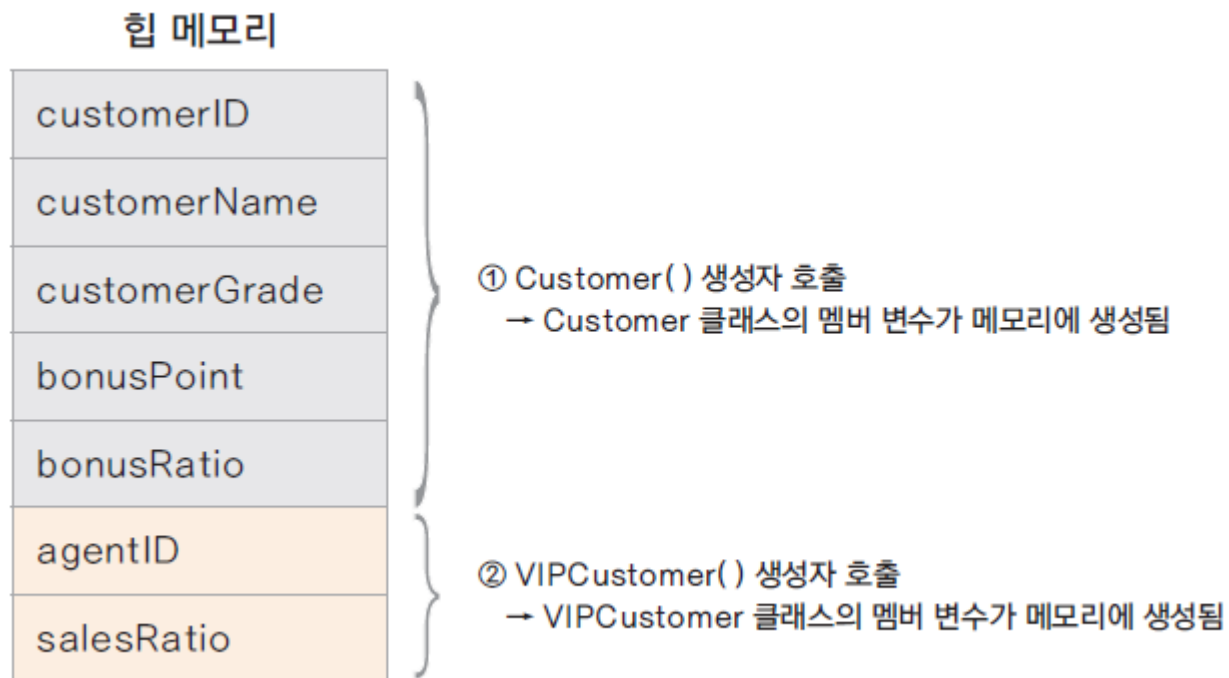 힙 메모리
customerID
customerName
customerGrade
bonusPoint
bonusRatio
① Customer( ) 생성자 호출
→ Customer 클래스의 멤버 변수가 메모리에 생성됨
agentID
salesRatio
② VIPCustomer( ) 생성자 호출
→ VIPCustomer 클래스의 멤버 변수가 메모리에 생성됨